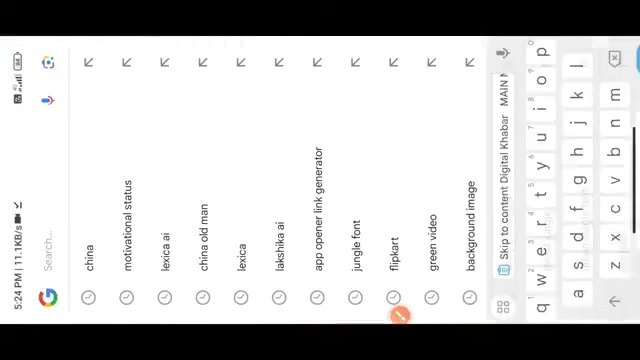 5:24 PM | 11.1KB/s
84
Search...
china
motivational status
lexica ai
china old man
lexica
lakshika ai
app opener link generator
jungle font
flipkart
green video
background image
Skip to content Digital Khabar MAIN
q w e r t y u i o p
a s d f g h j k l
z x c v b n m